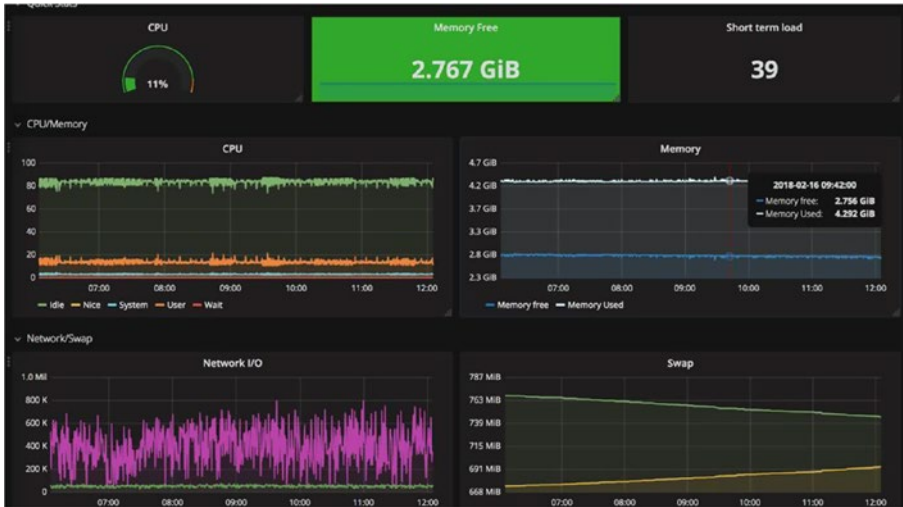 Quick Stats
CPU
11%
Memory Free
2.767 GiB
Short term load
39
CPU/Memory
CPU
100
80
60
40
20
0
07:00 08:00 09:00 10:00 11:00 12:00
Idle Nice System User Wait
Memory
4.7 GiB
4.2 GiB
3.7 GiB
3.3 GiB
2.8 GiB
2.3 GiB
2018-02-16 09:42:00
Memory free: 2.756 GiB
Memory Used: 4.292 GiB
07:00 08:00 09:00 10:00 11:00 12:00
Memory free Memory Used
Network/Swap
Network I/O
1.0 Mil
800 K
600 K
400 K
200 K
0
07:00 08:00 09:00 10:00 11:00 12:00
Swap
787 MiB
763 MiB
739 MiB
715 MiB
691 MiB
668 MiB
07:00 08:00 09:00 10:00 11:00 12:00